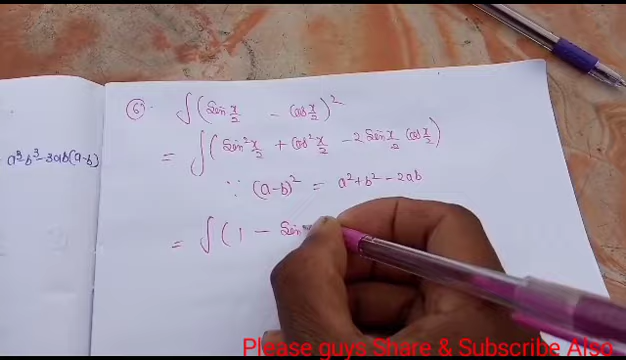 a³-b³-3ab(a-b)
⑥. ∫(Sin x/2 - Cos x/2)²
= ∫(Sin² x/2 + Cos² x/2 - 2 Sin x/2 Cos x/2)
∵ (a-b)² = a²+b²-2ab
= ∫(1 - Sin
Please guys Share & Subscribe Also.